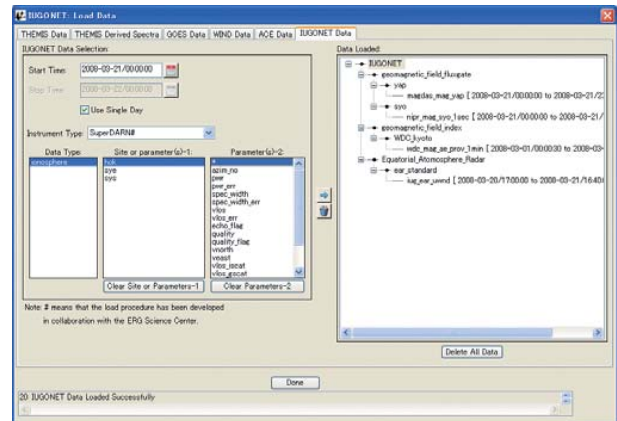 IUGONET: Load Data
THEMIS Data
THEMIS Derived Spectra
GOES Data
WIND Data
ACE Data
IUGONET Data
IUGONET Data Selection:
Start Time: 2008-03-21/00:00:00
Stop Time: 2008-03-22/00:00:00
Use Single Day
Instrument Type: SuperDARN#
Data Type:
ionosphere
Site or parameter(s)-1:
hok
sye
sys
Parameter(s)-2:
*
azim_no
pwr
pwr_err
spec_width
spec_width_err
vlos
vlos_err
echo_flag
quality
quality_flag
vnorth
veast
vlos_iscat
vlos_gscat
Clear Site or Parameters-1
Clear Parameters-2
Note: # means that the load procedure has been developed
in collaboration with the ERG Science Center.
Data Loaded:
IUGONET
geomagnetic_field_fluxgate
yap
magdas_mag_yap [ 2008-03-21/00:00:00 to 2008-03-21/2
syo
nipr_mag_syo_1sec [ 2008-03-21/00:00:00 to 2008-03-21/
geomagnetic_field_index
WDC_kyoto
wdc_mag_ae_prov_1min [ 2008-03-01/00:00:30 to 2008-03-
Equatorial_Atomosphere_Radar
ear_standard
iug_ear_uwnd [ 2008-03-20/17:00:00 to 2008-03-21/16:40:
Delete All Data
Done
20: IUGONET Data Loaded Successfully